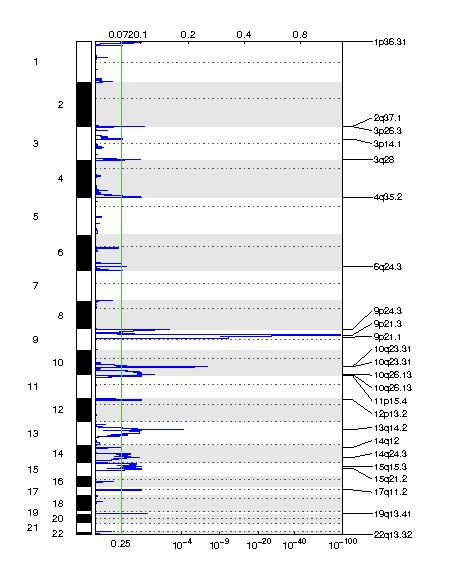 0.0720.1 0.2 0.4 0.8
1p36.31
1
2
2q37.1
3p26.3
3
3p14.1
3q28
4
4q35.2
5
6
6q24.3
7
9p24.3
8
9p21.3
9
9p21.1
10q23.31
10
10q23.31
10q26.13
11
10q26.13
11p15.4
12
12p13.2
13
13q14.2
14q12
14
14q24.3
15
15q15.3
15q21.2
16
17
17q11.2
18
19
19q13.41
20
21
22
22q13.32
0.25 10⁻⁴ 10⁻⁹ 10⁻²⁰ 10⁻⁴⁰ 10⁻¹⁰⁰